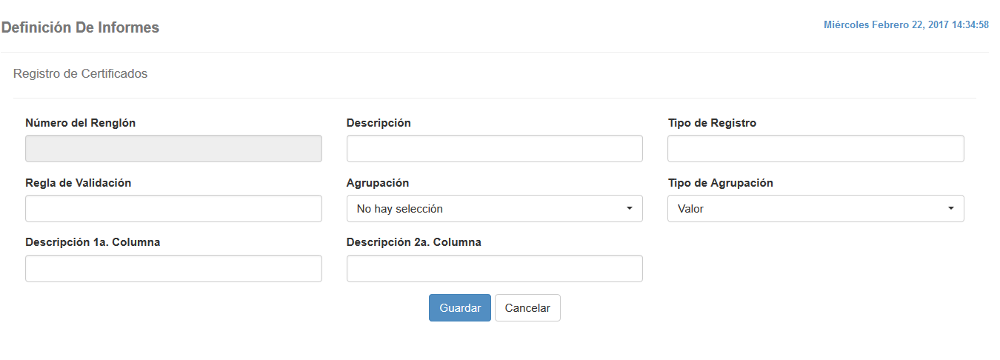 Definición De Informes
Miércoles Febrero 22, 2017 14:34:58
Registro de Certificados
Número del Renglón
Descripción
Tipo de Registro
Regla de Validación
Agrupación
Tipo de Agrupación
No hay selección
Valor
Descripción 1a. Columna
Descripción 2a. Columna
Guardar
Cancelar